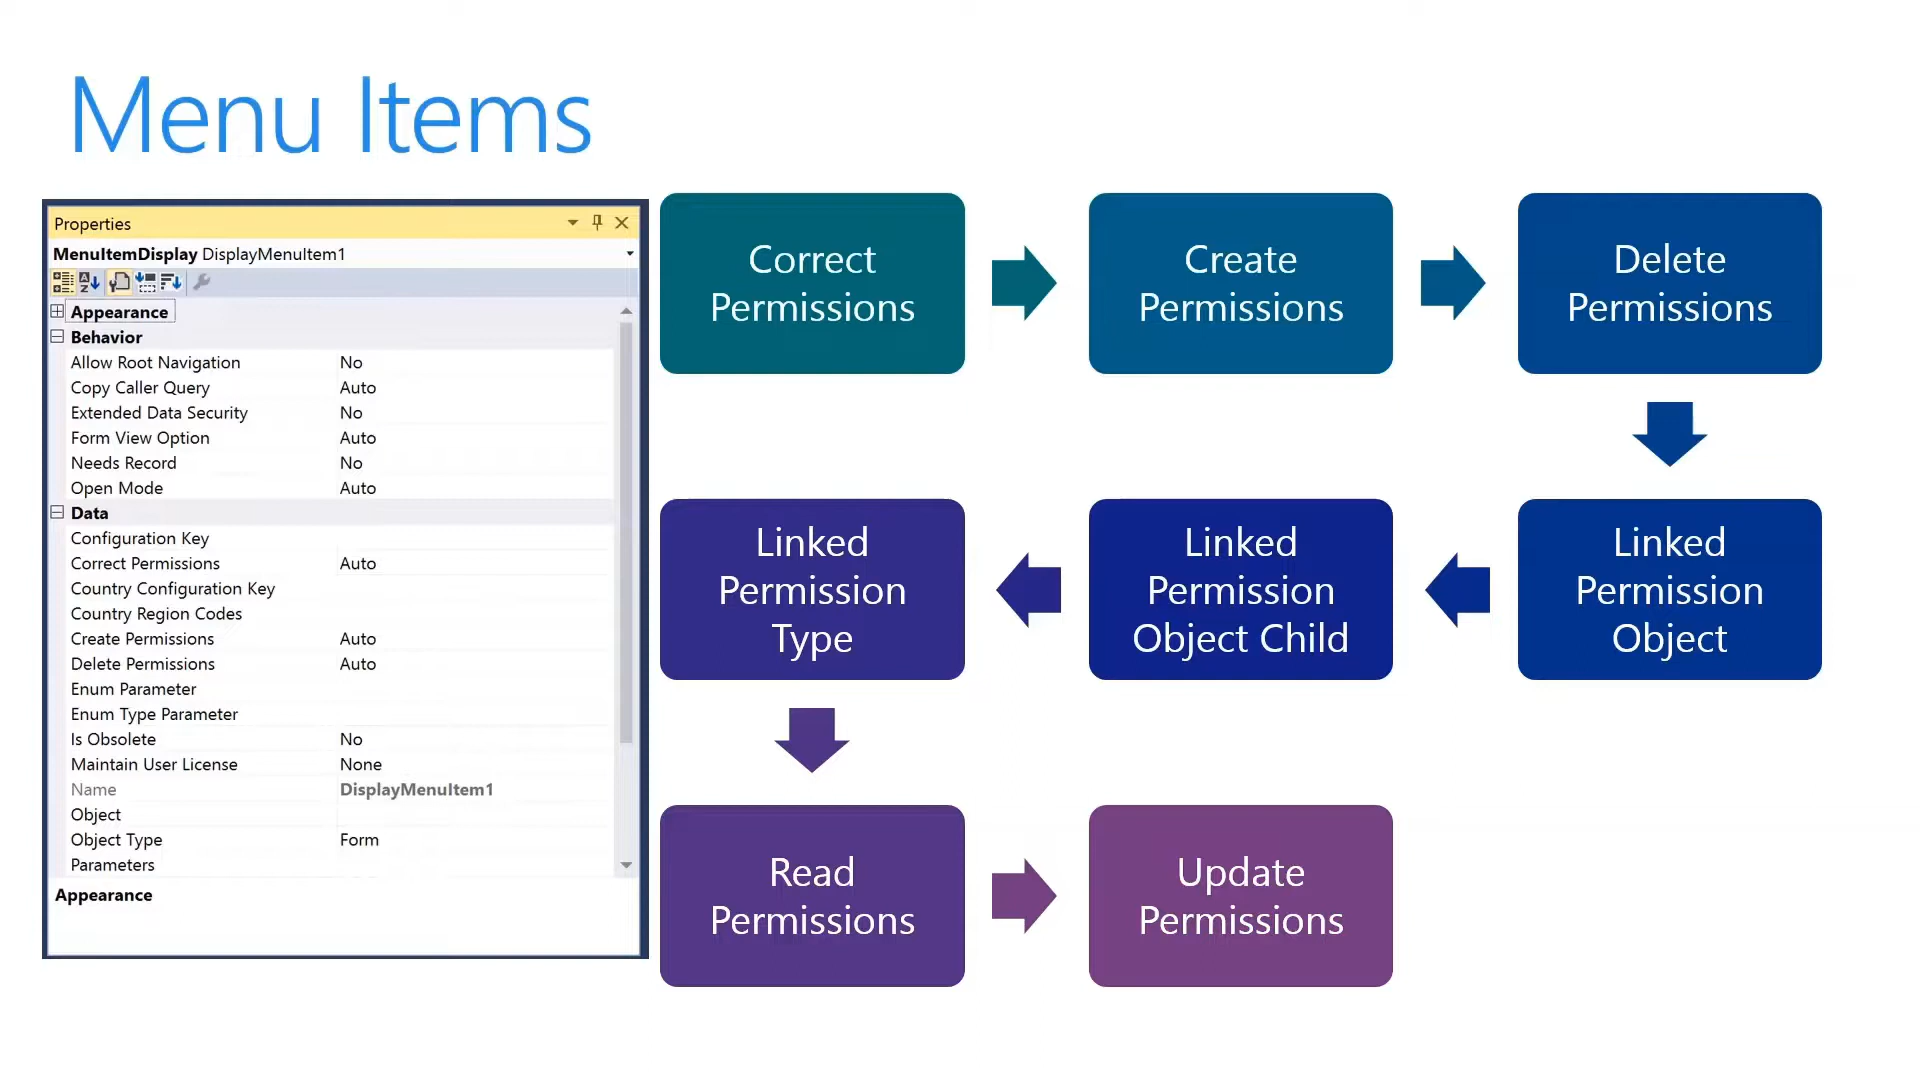 Menu Items
Properties
MenuItemDisplay DisplayMenuItem1
Appearance
Behavior
Allow Root Navigation No
Copy Caller Query Auto
Extended Data Security No
Form View Option Auto
Needs Record No
Open Mode Auto
Data
Configuration Key
Correct Permissions Auto
Country Configuration Key
Country Region Codes
Create Permissions Auto
Delete Permissions Auto
Enum Parameter
Enum Type Parameter
Is Obsolete No
Maintain User License None
Name DisplayMenuItem1
Object
Object Type Form
Parameters
Appearance
Correct
Permissions
Create
Permissions
Delete
Permissions
Linked
Permission
Object
Linked
Permission
Object Child
Linked
Permission
Type
Read
Permissions
Update
Permissions